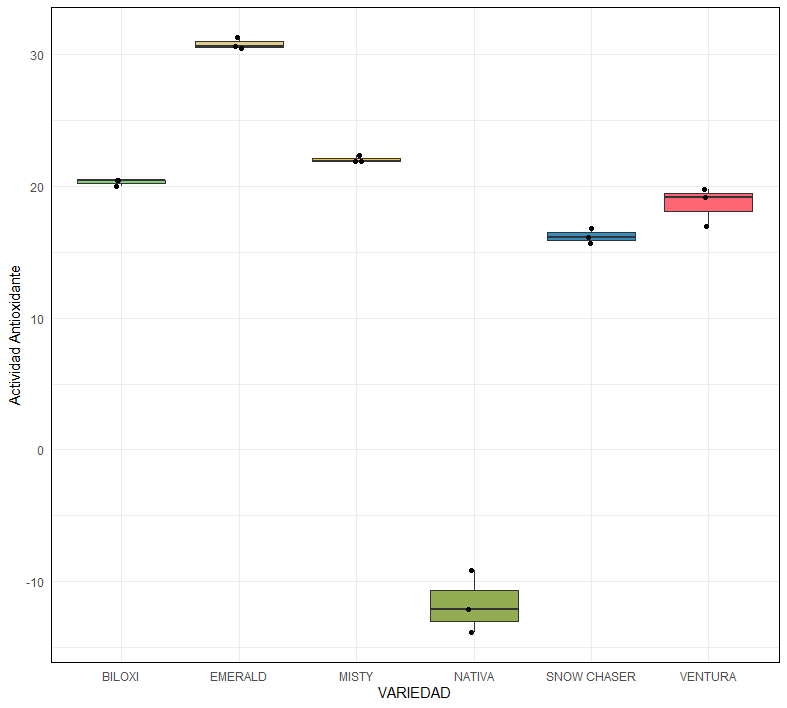 Actividad Antioxidante
30
20
10
0
-10
BILOXI EMERALD MISTY NATIVA SNOW CHASER VENTURA
VARIEDAD